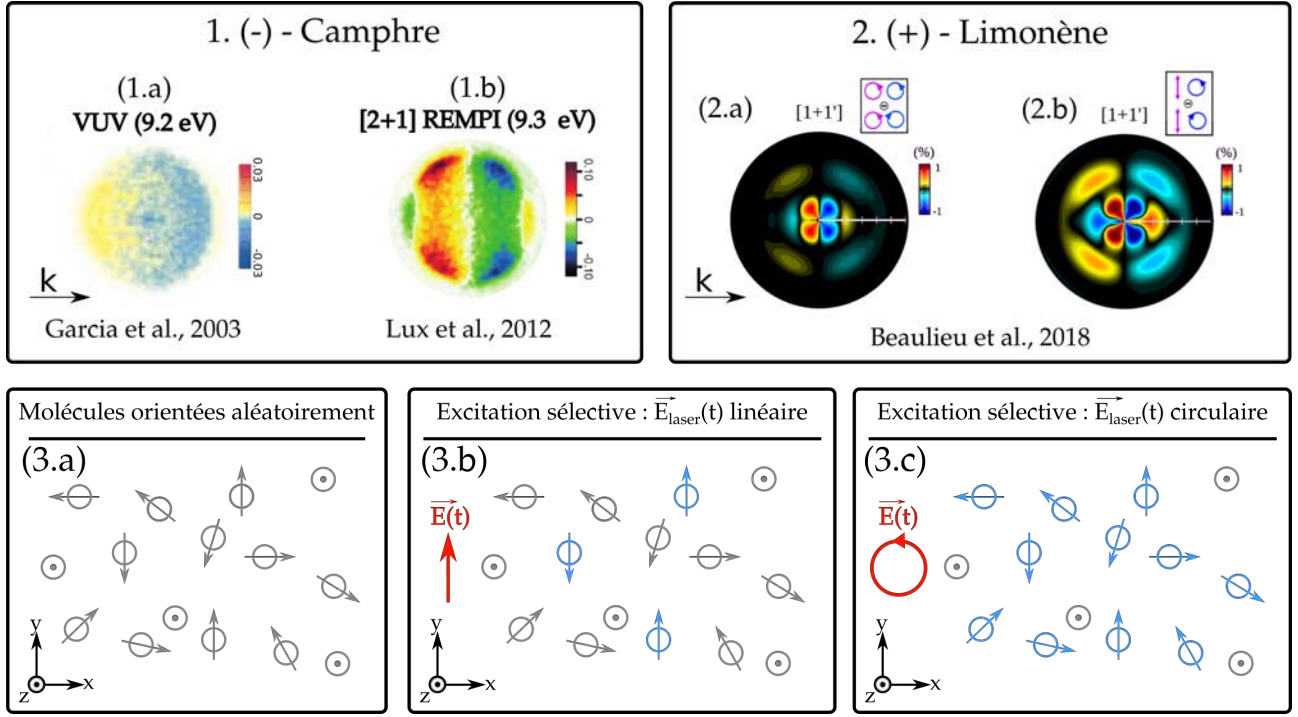 1. (-) - Camphre
(1.a)
VUV (9.2 eV)
0.03
0
-0.03
k
Garcia et al., 2003
(1.b)
[2+1] REMPI (9.3 eV)
0.10
0
-0.10
Lux et al., 2012
2. (+) - Limonène
(2.a)
[1+1']
(%)
1
-1
k
(2.b)
[1+1']
(%)
1
-1
Beaulieu et al., 2018
Molécules orientées aléatoirement
(3.a)
y
z
x
Excitation sélective : E laser(t) linéaire
(3.b)
E(t)
y
z
x
Excitation sélective : E laser(t) circulaire
(3.c)
E(t)
y
z
x